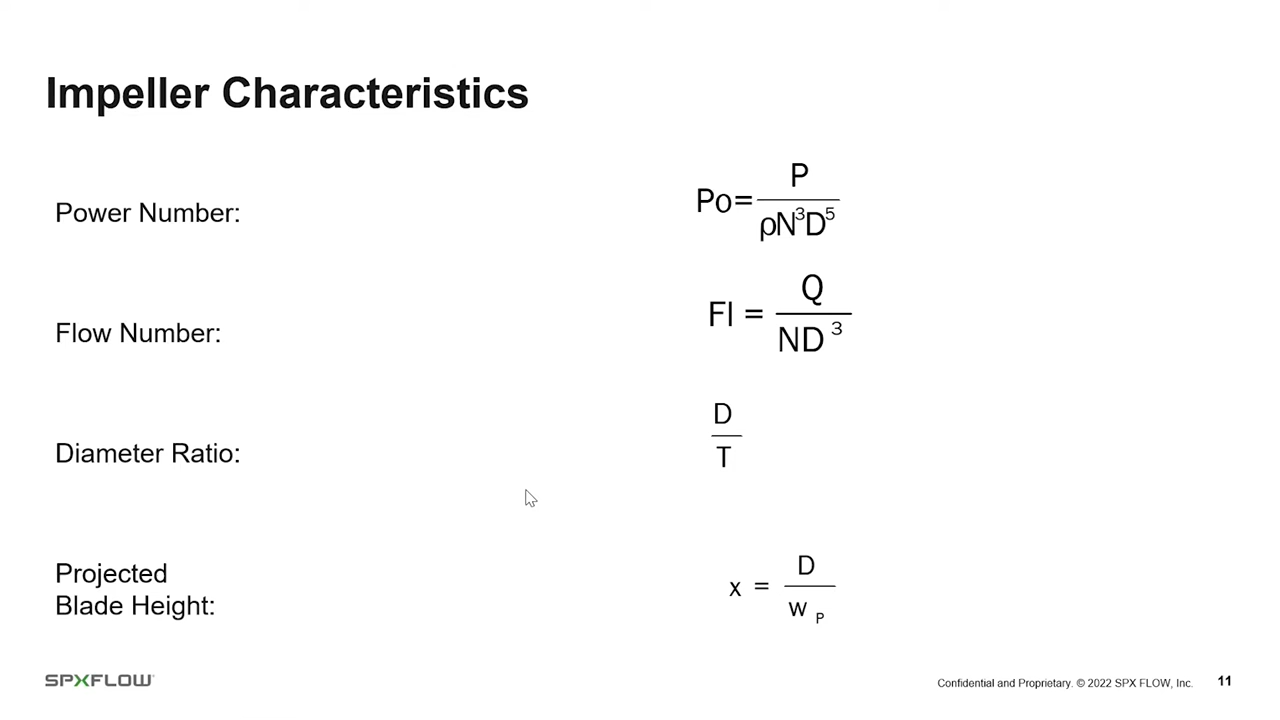 Impeller Characteristics
Power Number:
Po = P / ρN³D⁵
Flow Number:
Fl = Q / ND³
Diameter Ratio:
D / T
Projected
Blade Height:
x = D / w_P
SPXFLOW
Confidential and Proprietary. © 2022 SPX FLOW, Inc. 11